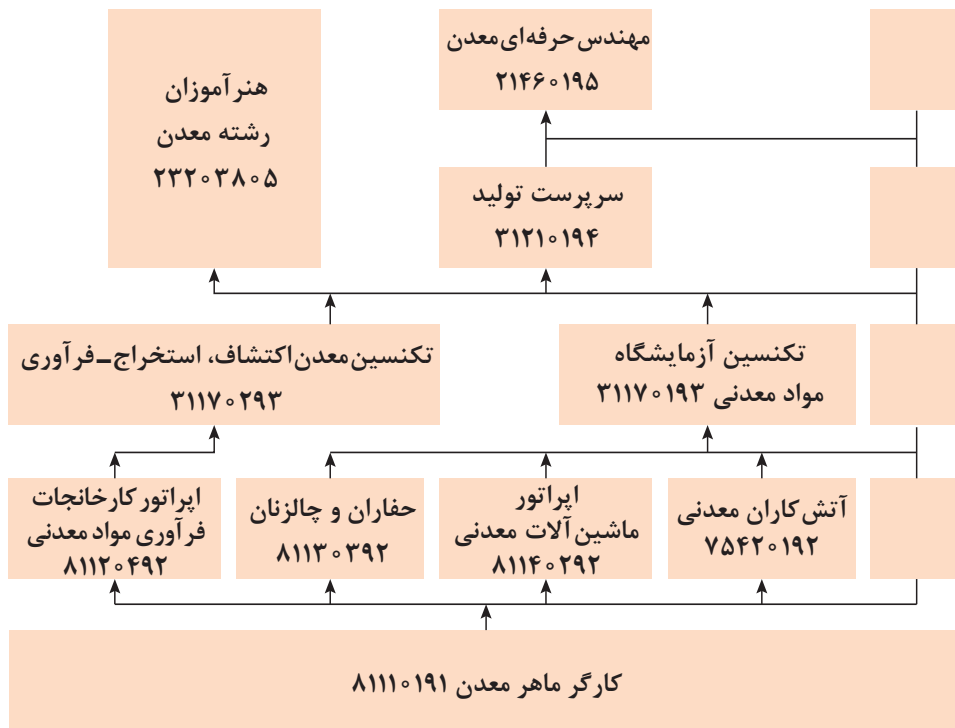 مهندس حرفه‌ای معدن
۲۱۴۶۰۱۹۵
هنرآموزان
رشته معدن
۲۳۲۰۳۸۰۵
سرپرست تولید
۳۱۲۱۰۱۹۴
تکنسین آزمایشگاه
مواد معدنی ۳۱۱۷۰۱۹۳
تکنسین معدن اکتشاف، استخراج ـ فرآوری
۳۱۱۷۰۲۹۳
آتش‌کاران معدنی
۷۵۴۲۰۱۹۲
اپراتور
ماشین‌آلات معدنی
۸۱۱۴۰۲۹۲
حفاران و چالزنان
۸۱۱۳۰۳۹۲
اپراتور کارخانجات
فرآوری مواد معدنی
۸۱۱۲۰۴۹۲
کارگر ماهر معدن ۸۱۱۱۰۱۹۱